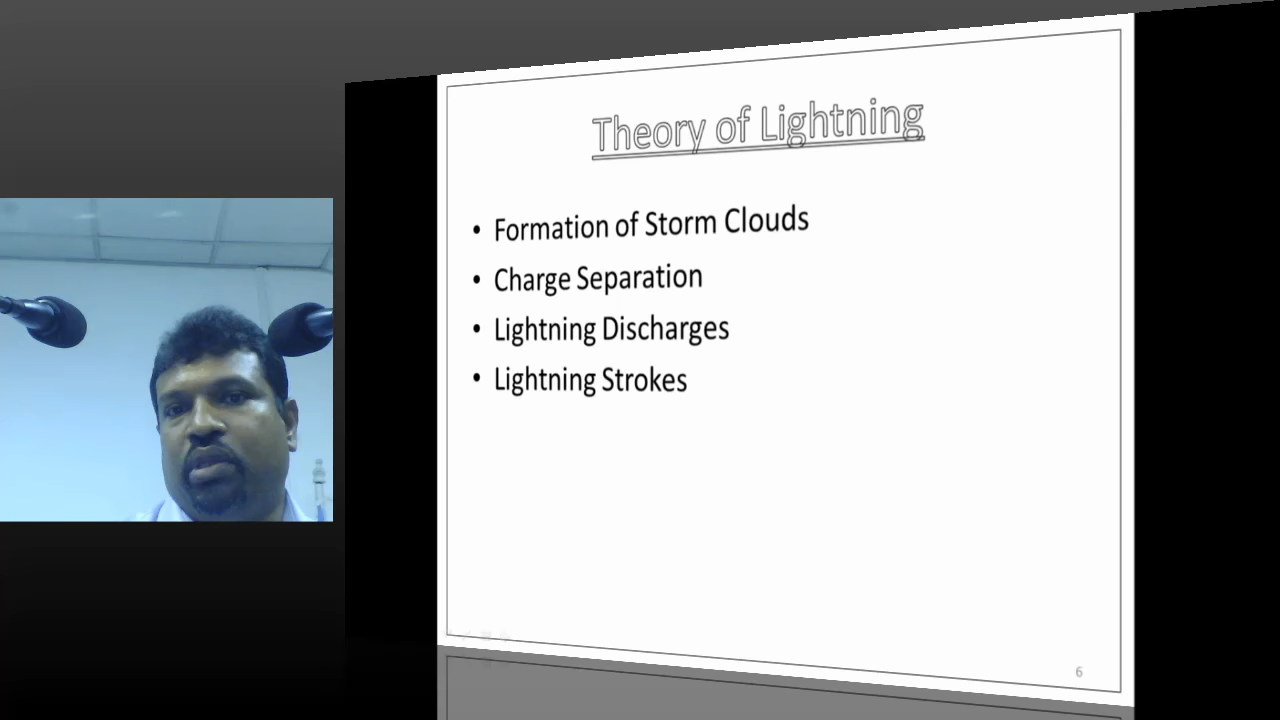 Theory of Lightning
• Formation of Storm Clouds
• Charge Separation
• Lightning Discharges
• Lightning Strokes
6